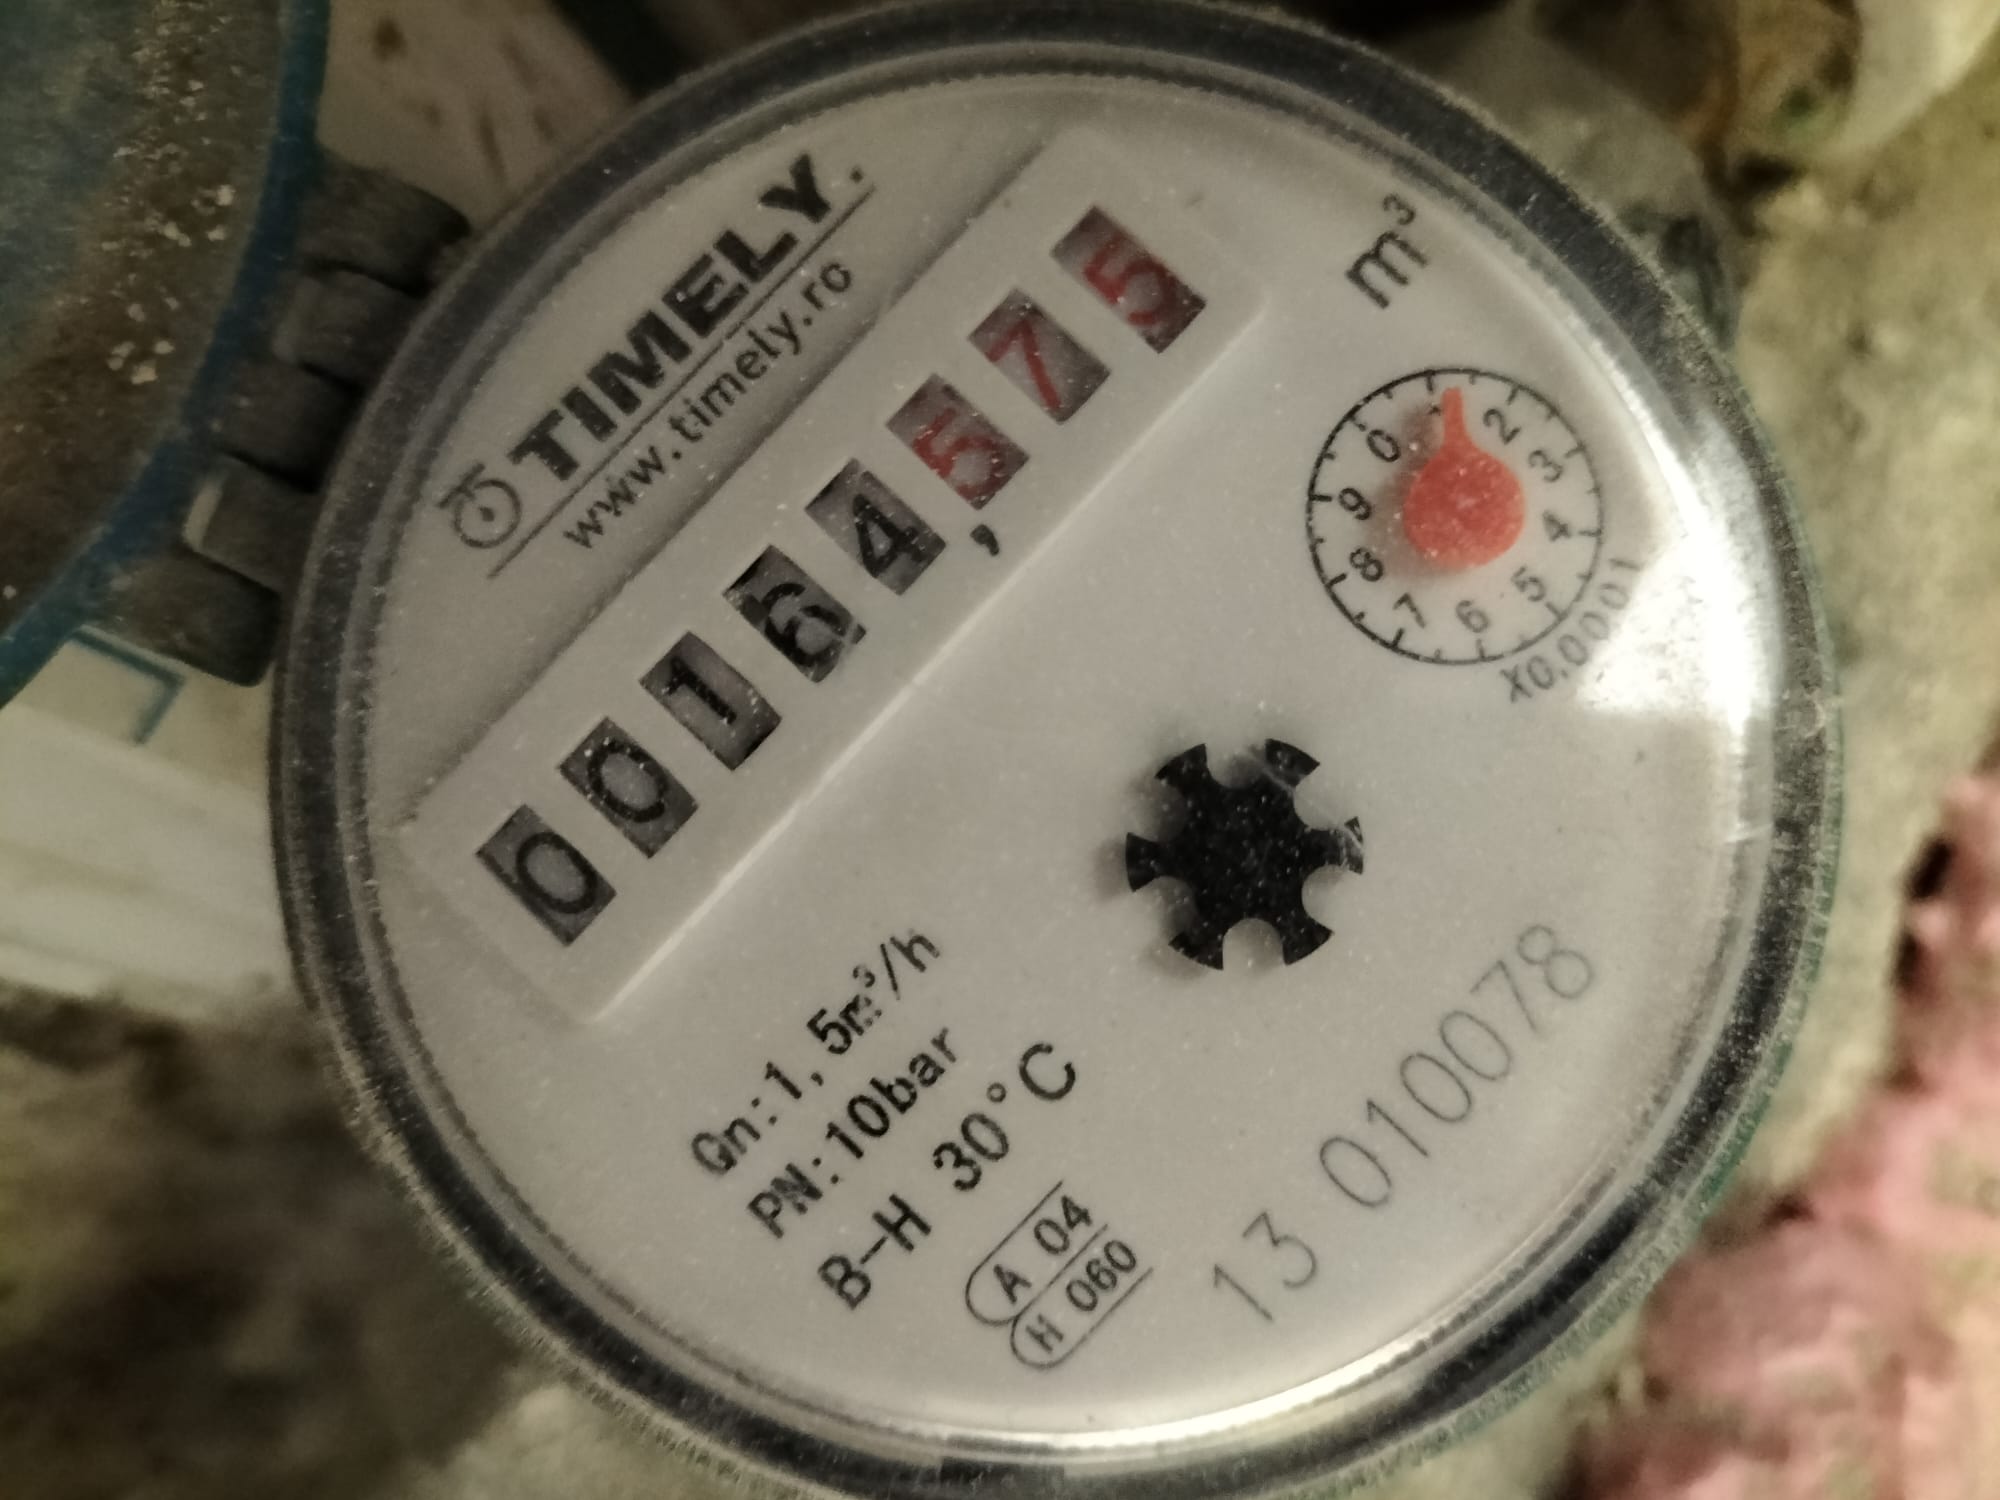 TIMELY.
www.timely.ro
00164,575
m³
0 2 3 4 5 6 7 8 9
X0,0001
Qn:1,5m³/h
PN:10bar
B-H 30°C
A 04
H 060
13 010078